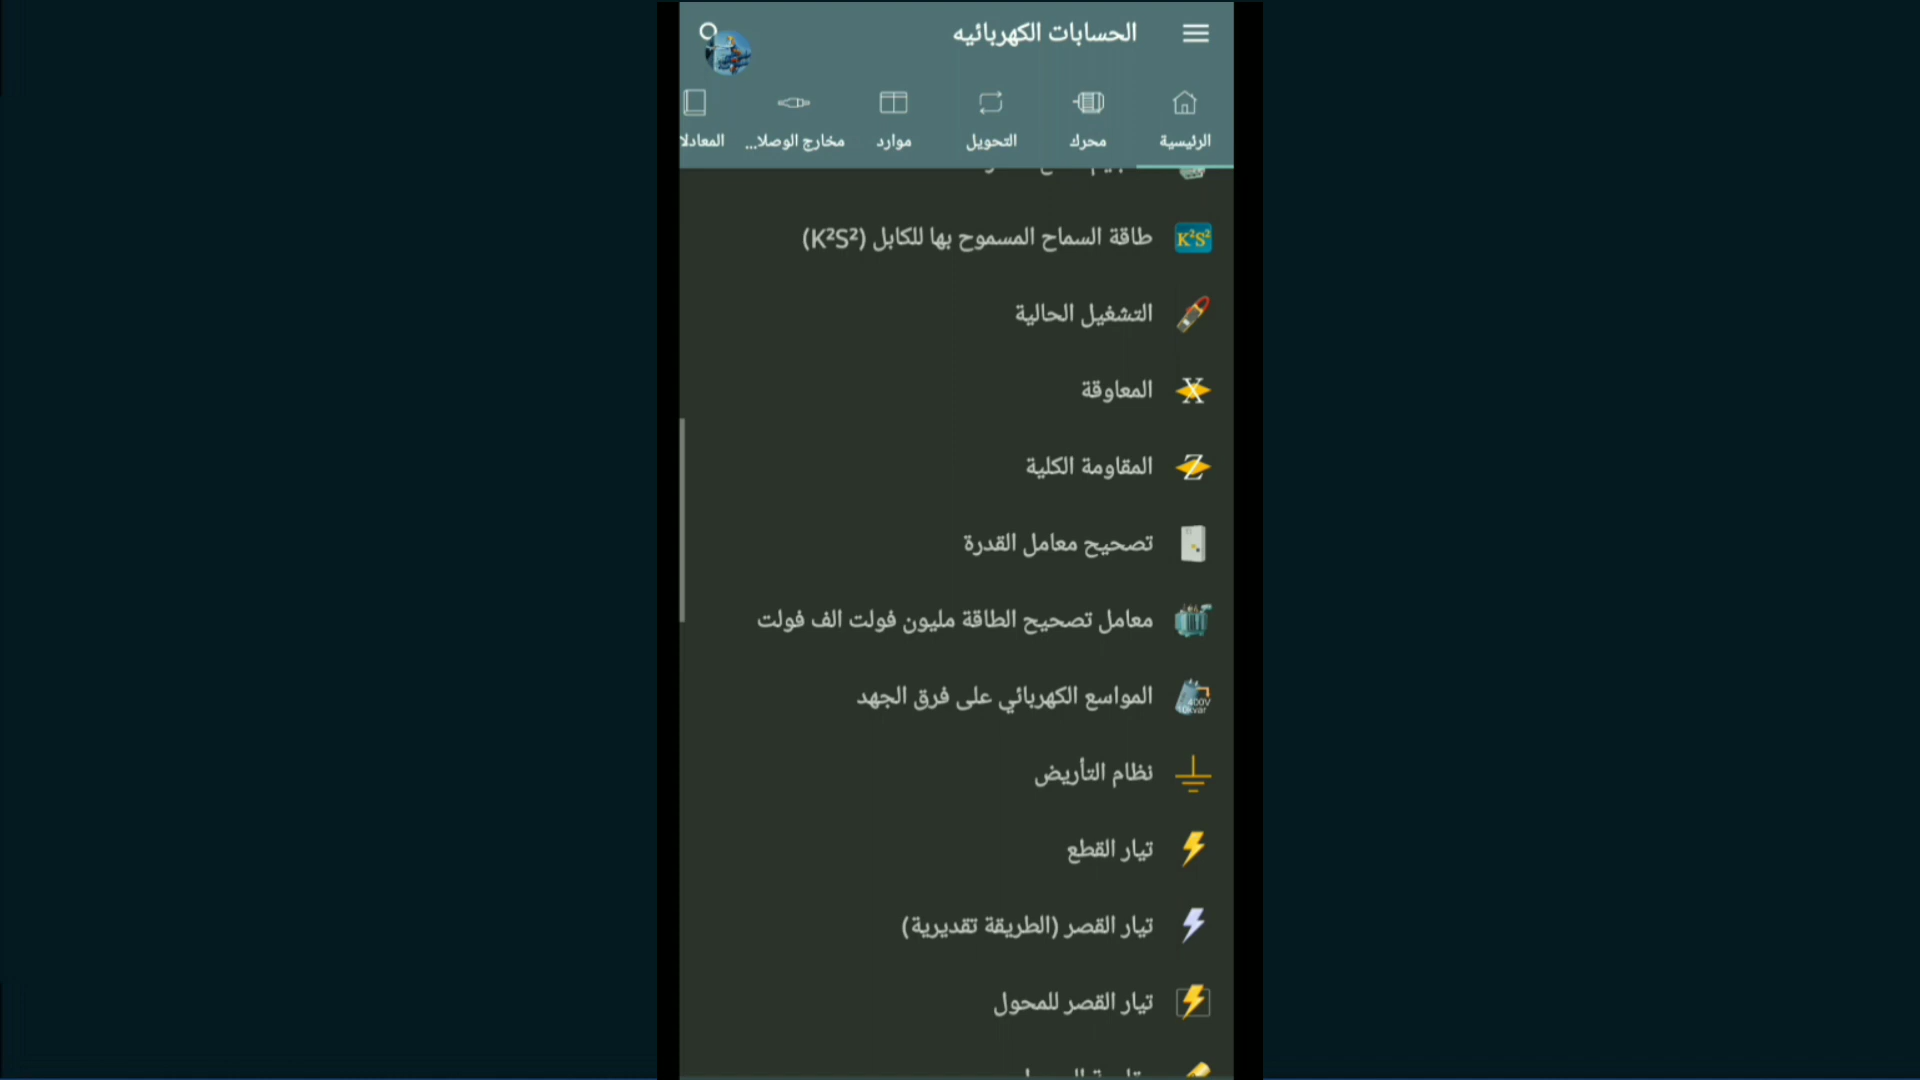 الحسابات الكهربائيه
الرئيسية
محرك
التحويل
موارد
مخارج الوصلا...
المعادلا
K²S² طاقة السماح المسموح بها للكابل (K²S²)
التشغيل الحالية
X المعاوقة
Z المقاومة الكلية
تصحيح معامل القدرة
معامل تصحيح الطاقة مليون فولت الف فولت
400V kvar المواسع الكهربائي على فرق الجهد
نظام التأريض
تيار القطع
تيار القصر (الطريقة تقديرية)
تيار القصر للمحول